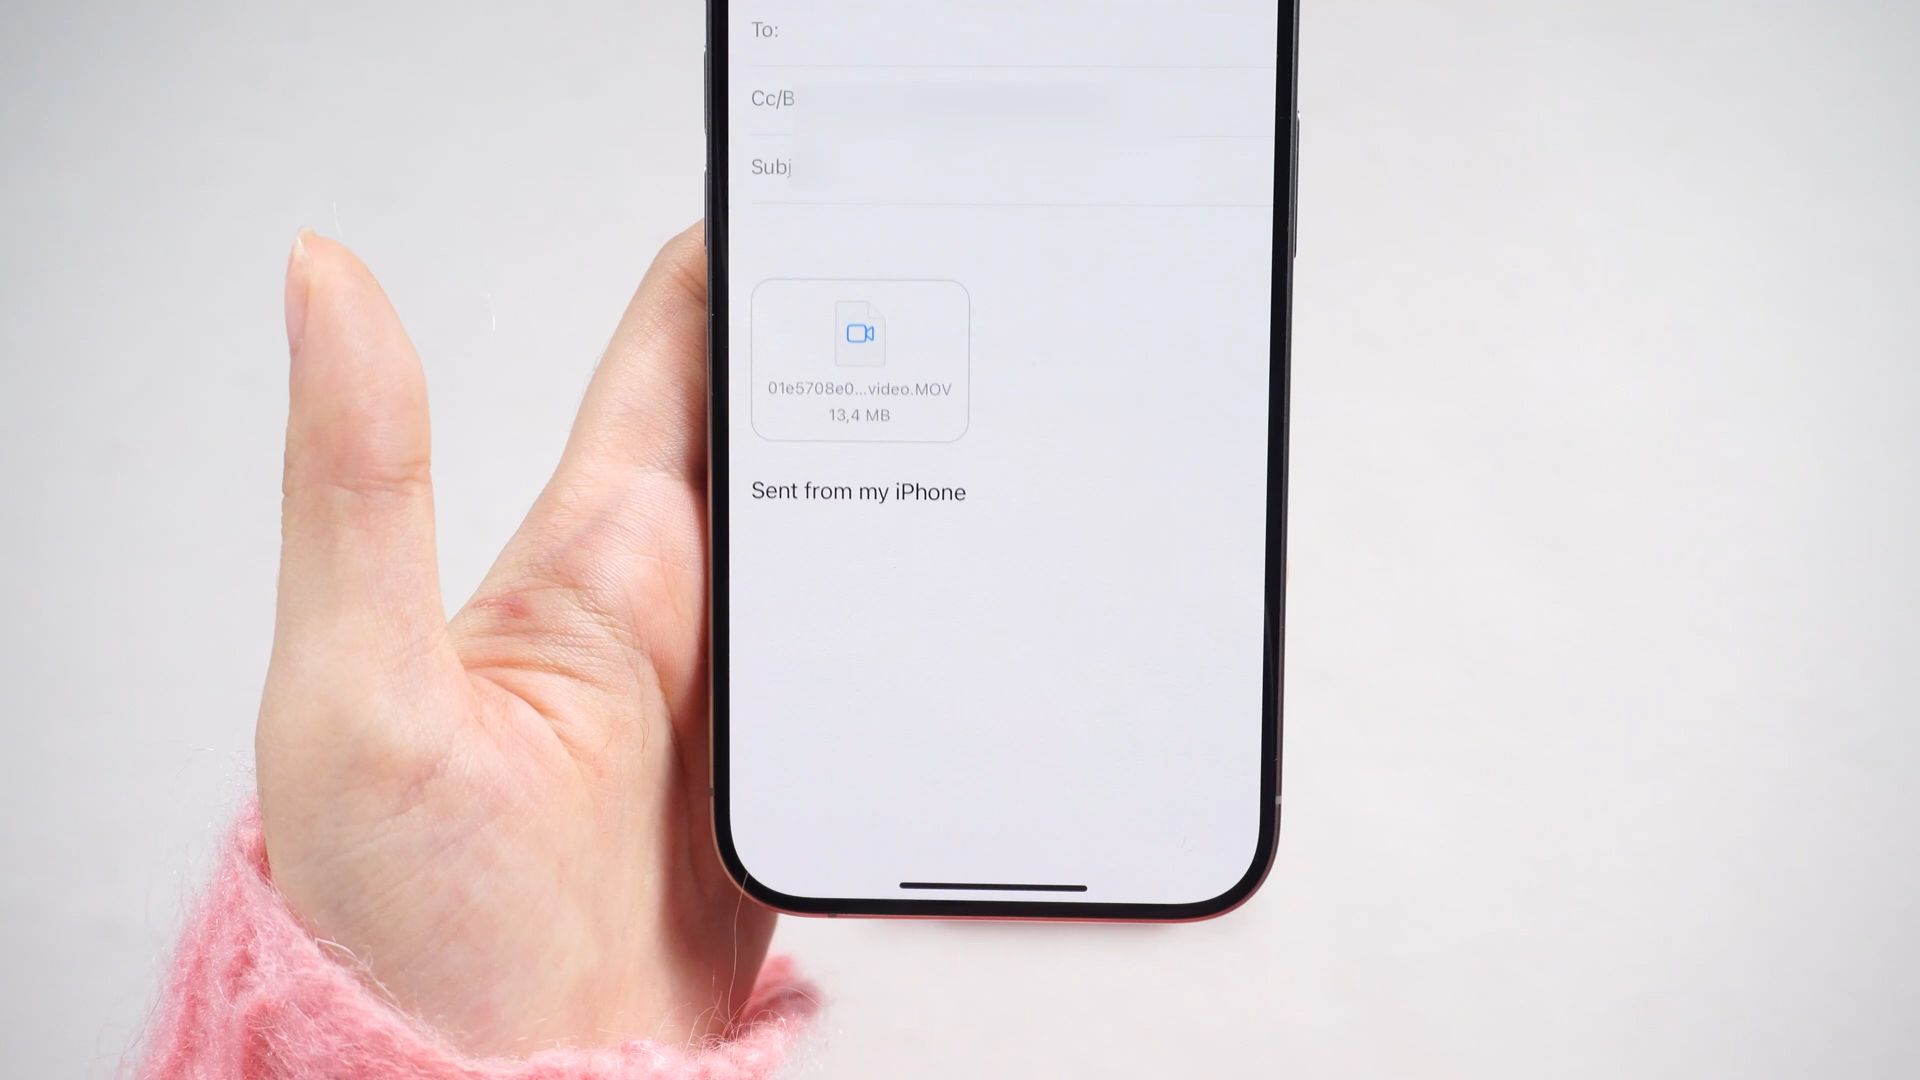 To:
Cc/B
Subj
01e5708e0...video.MOV
13,4 MB
Sent from my iPhone